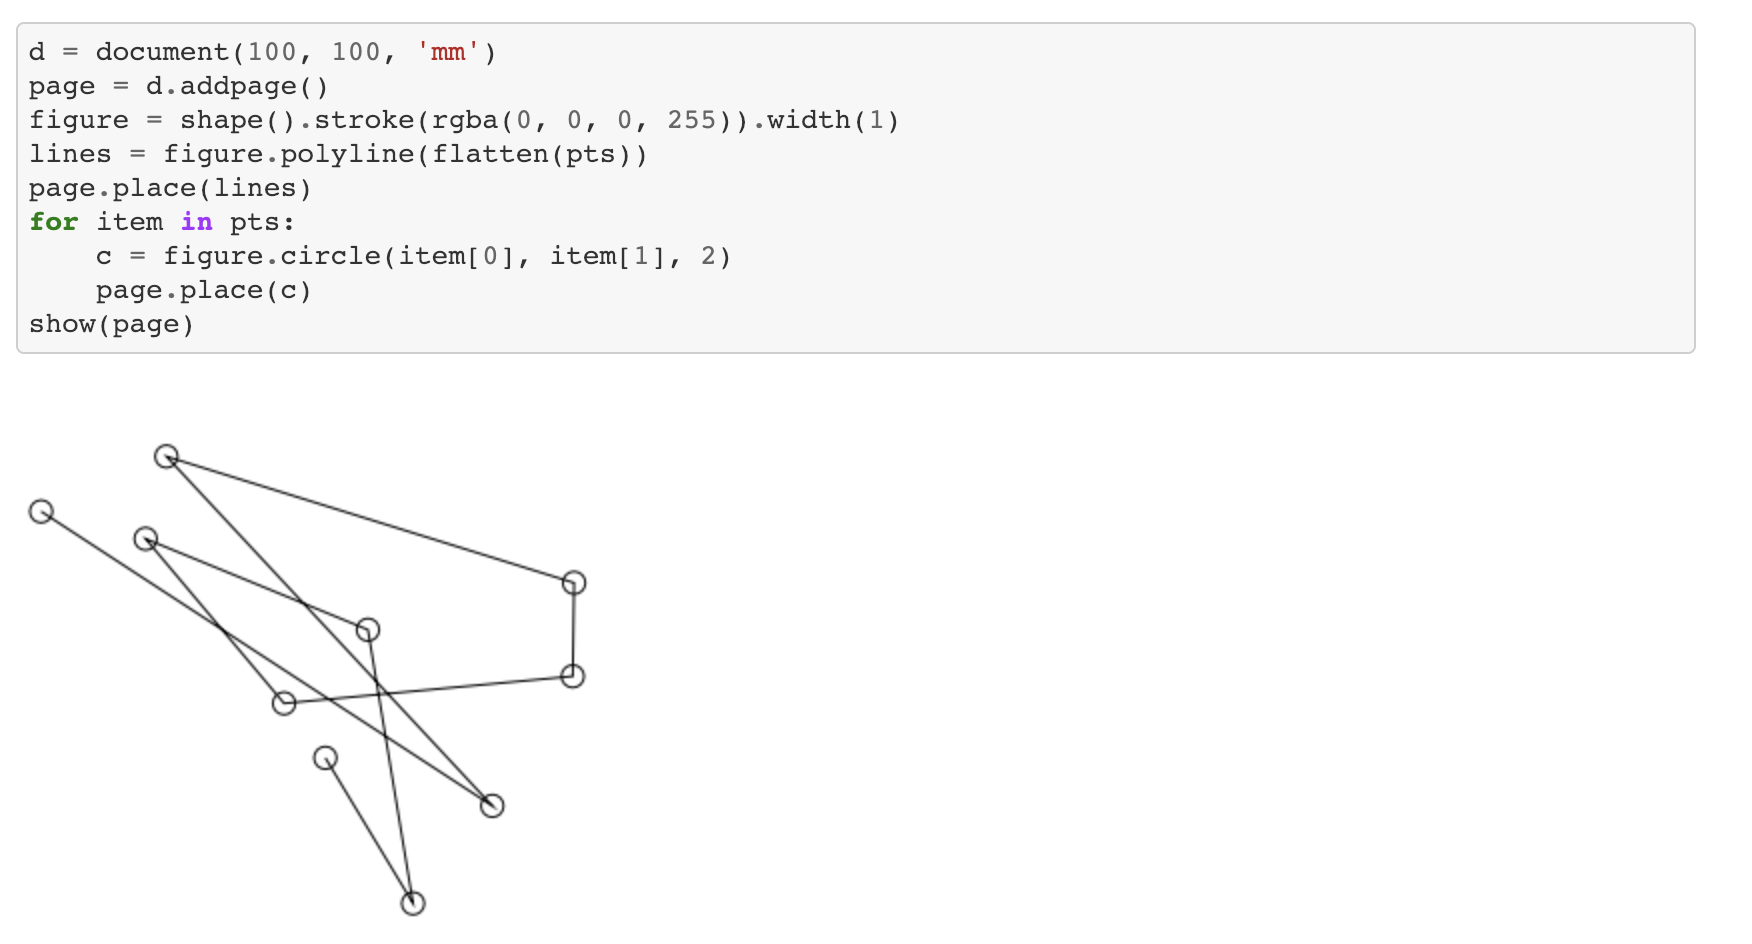 d = document(100, 100, 'mm')
page = d.addpage()
figure = shape().stroke(rgba(0, 0, 0, 255)).width(1)
lines = figure.polyline(flatten(pts))
page.place(lines)
for item in pts:
    c = figure.circle(item[0], item[1], 2)
    page.place(c)
show(page)